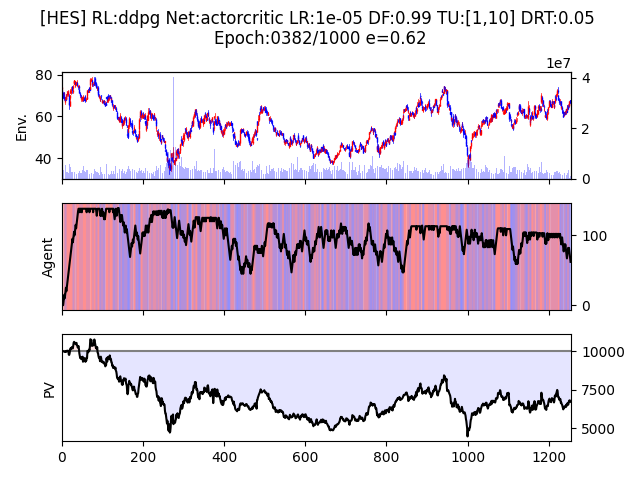 [HES] RL:ddpg Net:actorcritic LR:1e-05 DF:0.99 TU:[1,10] DRT:0.05
Epoch:0382/1000 e=0.62
1e7
80
60
40
Env.
4
2
0
Agent
100
0
PV
10000
7500
5000
0 200 400 600 800 1000 1200